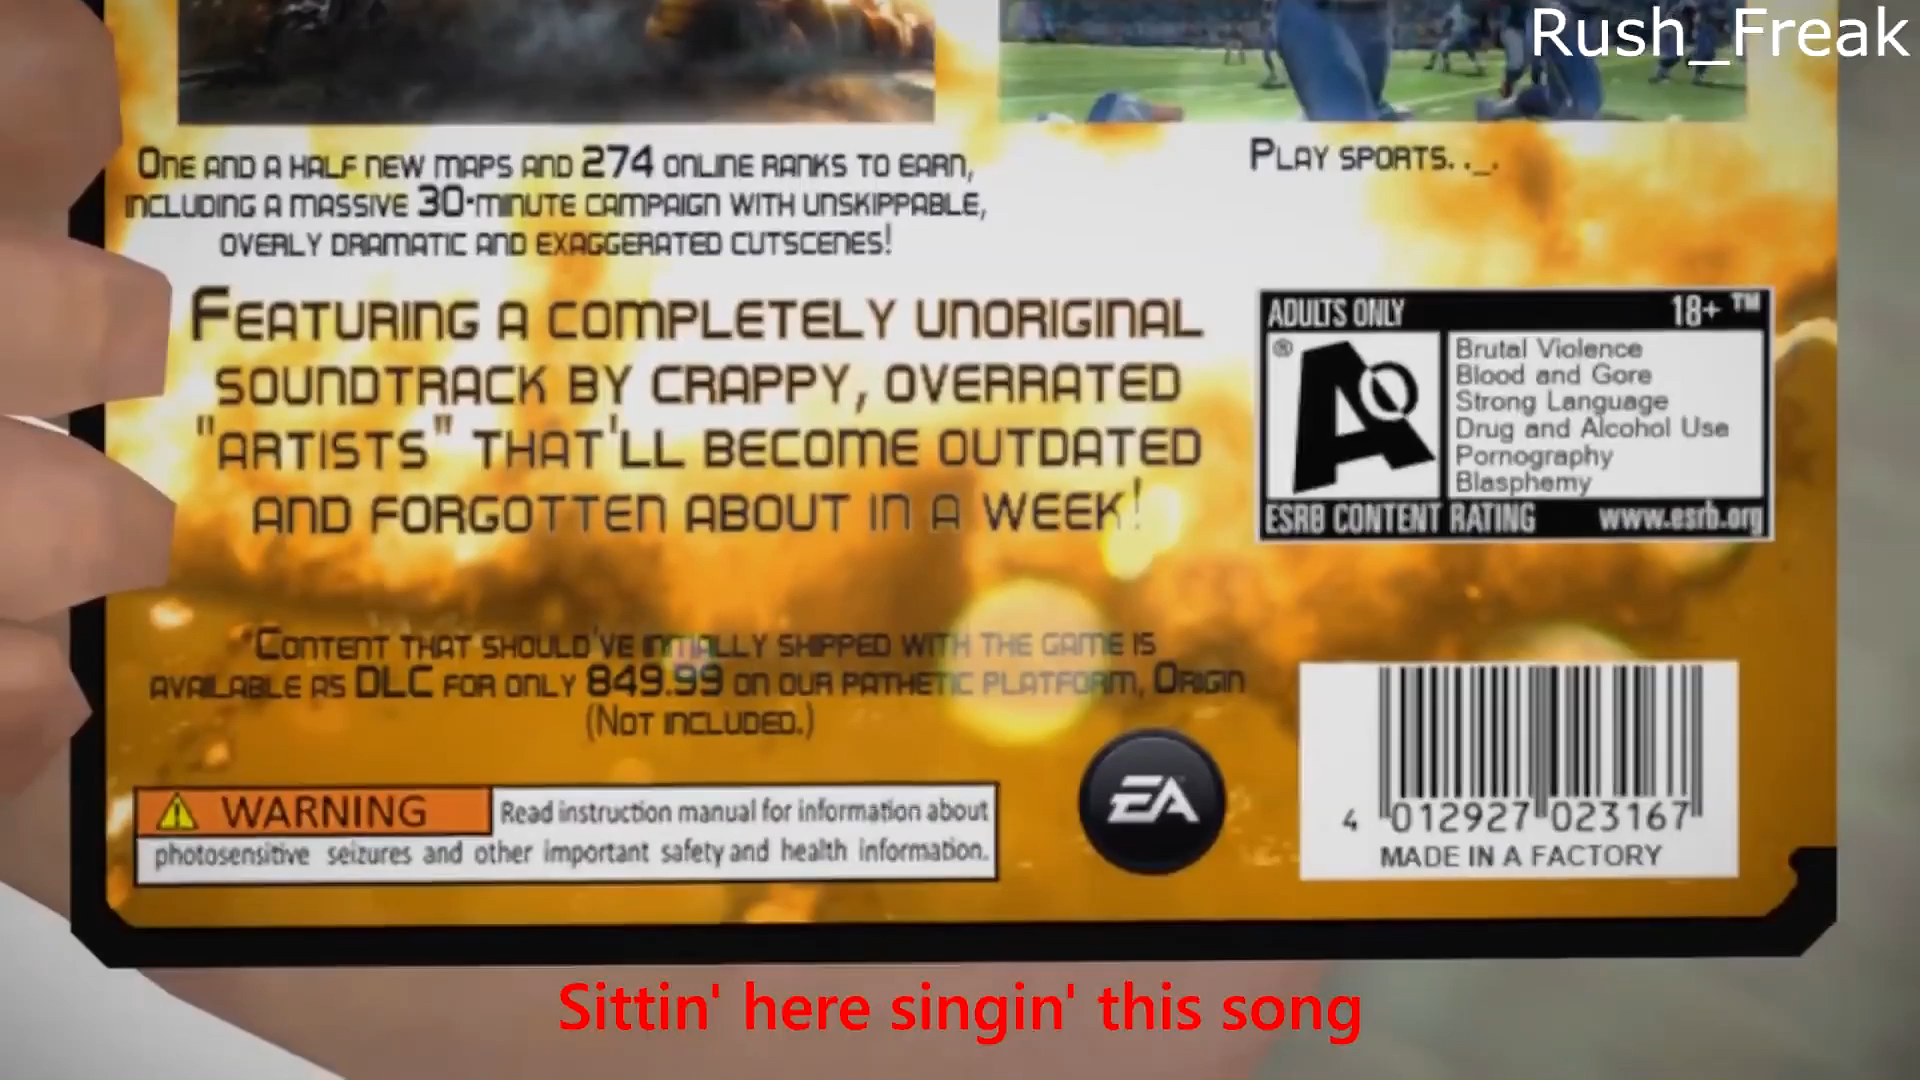 Rush_Freak
One and a half new maps and 274 online ranks to earn,
including a massive 30-minute campaign with unskippable,
overly dramatic and exaggerated cutscenes!
Play sports.._.
Featuring a completely unoriginal
soundtrack by crappy, overrated
"artists" that'll become outdated
and forgotten about in a week!
ADULTS ONLY 18+ ™
®
AO
Brutal Violence
Blood and Gore
Strong Language
Drug and Alcohol Use
Pornography
Blasphemy
ESRB CONTENT RATING www.esrb.org
*Content that should've initially shipped with the game is
available as DLC for only 849.99 on our pathetic platform, Origin
(Not included.)
WARNING Read instruction manual for information about
photosensitive seizures and other important safety and health information.
EA
4 012927 023167
MADE IN A FACTORY
Sittin' here singin' this song